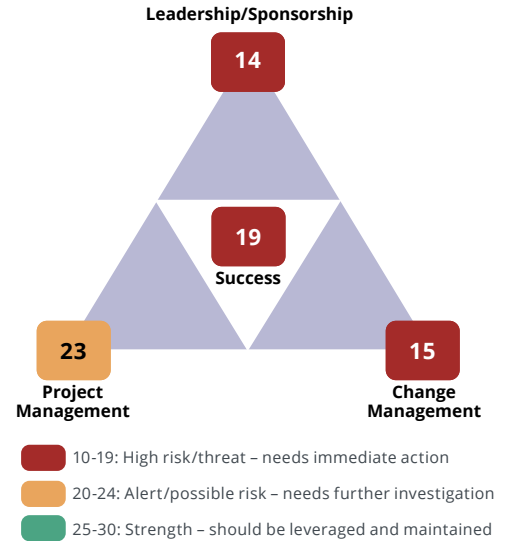 Leadership/Sponsorship
14
19
Success
23
Project
Management
15
Change
Management
10-19: High risk/threat – needs immediate action
20-24: Alert/possible risk – needs further investigation
25-30: Strength – should be leveraged and maintained